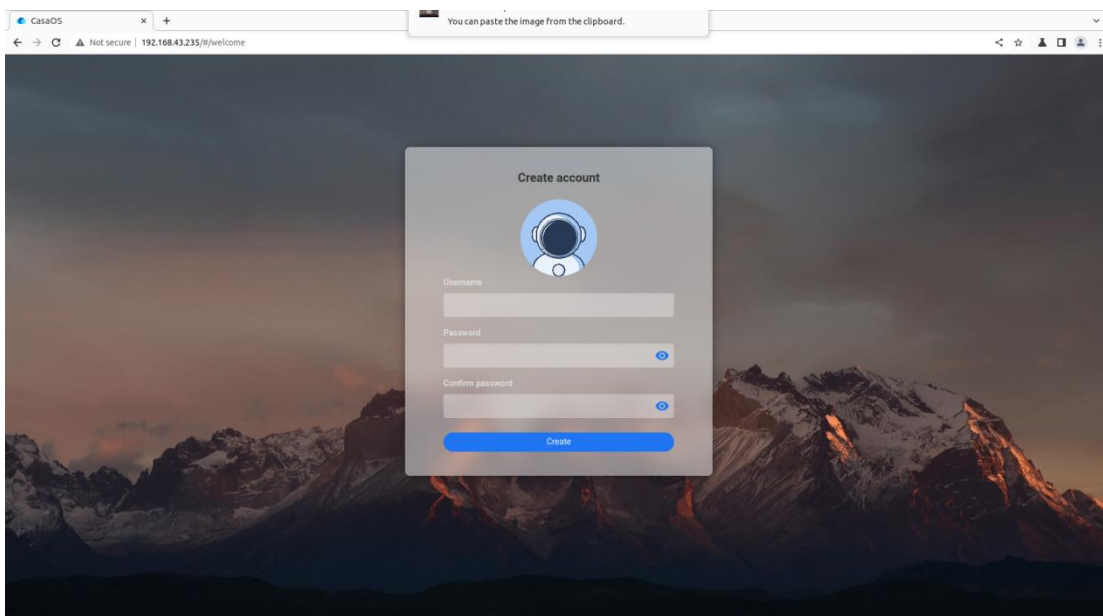 CasaOS
You can paste the image from the clipboard.
Not secure | 192.168.43.235/#/welcome
Create account
Username
Password
Confirm password
Create